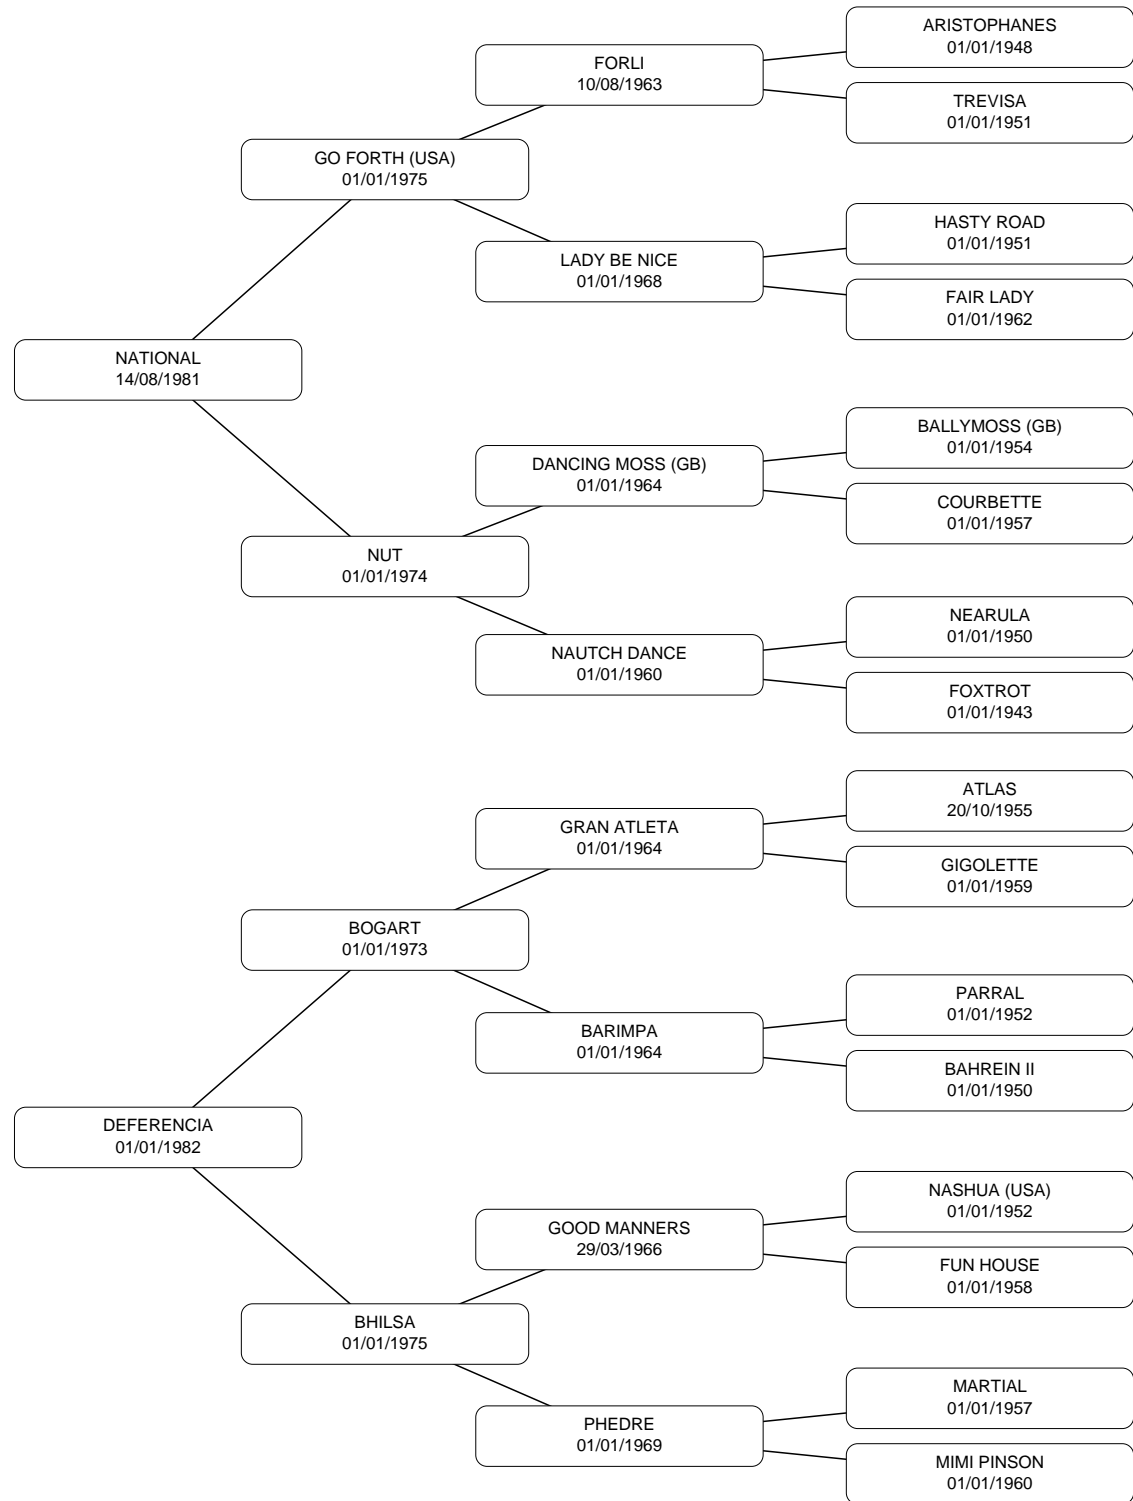 ARISTOPHANES
01/01/1948
FORLI
10/08/1963
TREVISA
01/01/1951
GO FORTH (USA)
01/01/1975
HASTY ROAD
01/01/1951
LADY BE NICE
01/01/1968
FAIR LADY
01/01/1962
NATIONAL
14/08/1981
BALLYMOSS (GB)
01/01/1954
DANCING MOSS (GB)
01/01/1964
COURBETTE
01/01/1957
NUT
01/01/1974
NEARULA
01/01/1950
NAUTCH DANCE
01/01/1960
FOXTROT
01/01/1943
ATLAS
20/10/1955
GRAN ATLETA
01/01/1964
GIGOLETTE
01/01/1959
BOGART
01/01/1973
PARRAL
01/01/1952
BARIMPA
01/01/1964
BAHREIN II
01/01/1950
DEFERENCIA
01/01/1982
NASHUA (USA)
01/01/1952
GOOD MANNERS
29/03/1966
FUN HOUSE
01/01/1958
BHILSA
01/01/1975
MARTIAL
01/01/1957
PHEDRE
01/01/1969
MIMI PINSON
01/01/1960